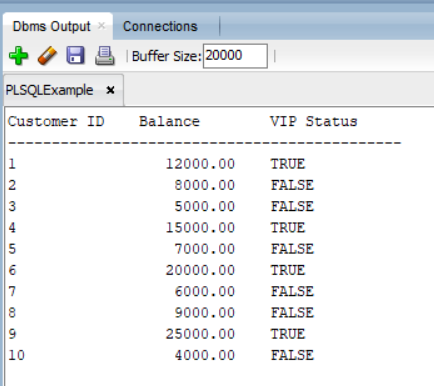 Dbms Output × Connections
Buffer Size: 20000
PLSQLExample ×
Customer ID Balance VIP Status
----------------------------------------------
1 12000.00 TRUE
2 8000.00 FALSE
3 5000.00 FALSE
4 15000.00 TRUE
5 7000.00 FALSE
6 20000.00 TRUE
7 6000.00 FALSE
8 9000.00 FALSE
9 25000.00 TRUE
10 4000.00 FALSE